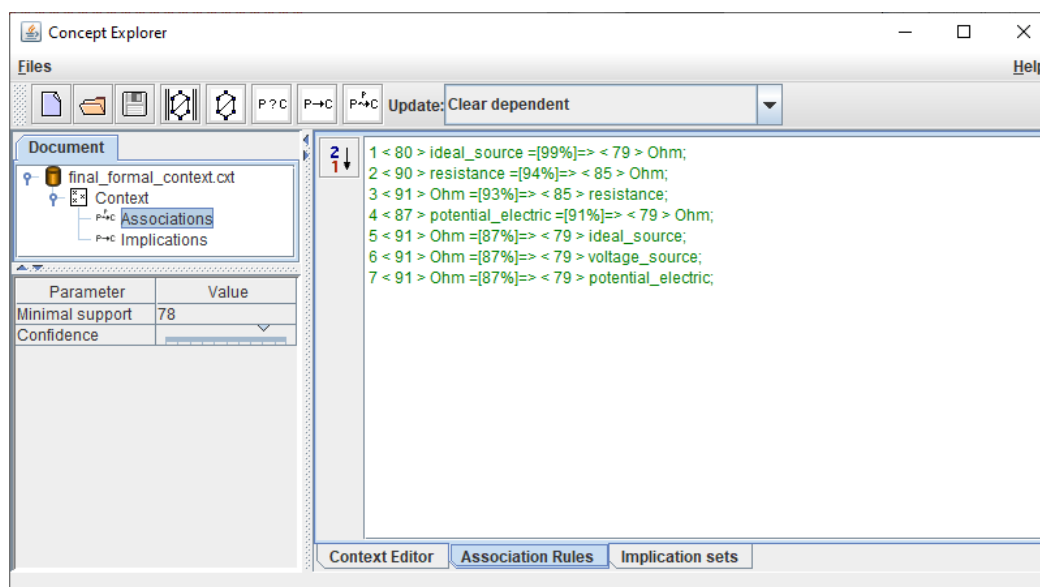 Concept Explorer
Files Help
P?C P→C P→C Update: Clear dependent
Document
final_formal_context.cxt
Context
P→C Associations
P→C Implications
Parameter Value
Minimal support 78
Confidence
2
1
1 < 80 > ideal_source =[99%]=> < 79 > Ohm;
2 < 90 > resistance =[94%]=> < 85 > Ohm;
3 < 91 > Ohm =[93%]=> < 85 > resistance;
4 < 87 > potential_electric =[91%]=> < 79 > Ohm;
5 < 91 > Ohm =[87%]=> < 79 > ideal_source;
6 < 91 > Ohm =[87%]=> < 79 > voltage_source;
7 < 91 > Ohm =[87%]=> < 79 > potential_electric;
Context Editor Association Rules Implication sets